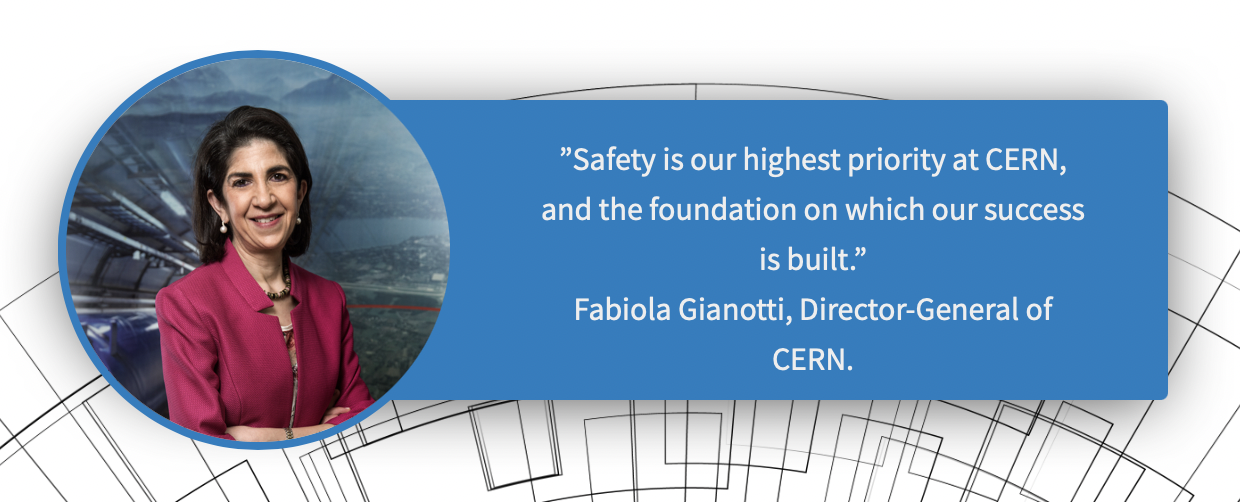 ”Safety is our highest priority at CERN,
and the foundation on which our success
is built.”
Fabiola Gianotti, Director-General of
CERN.